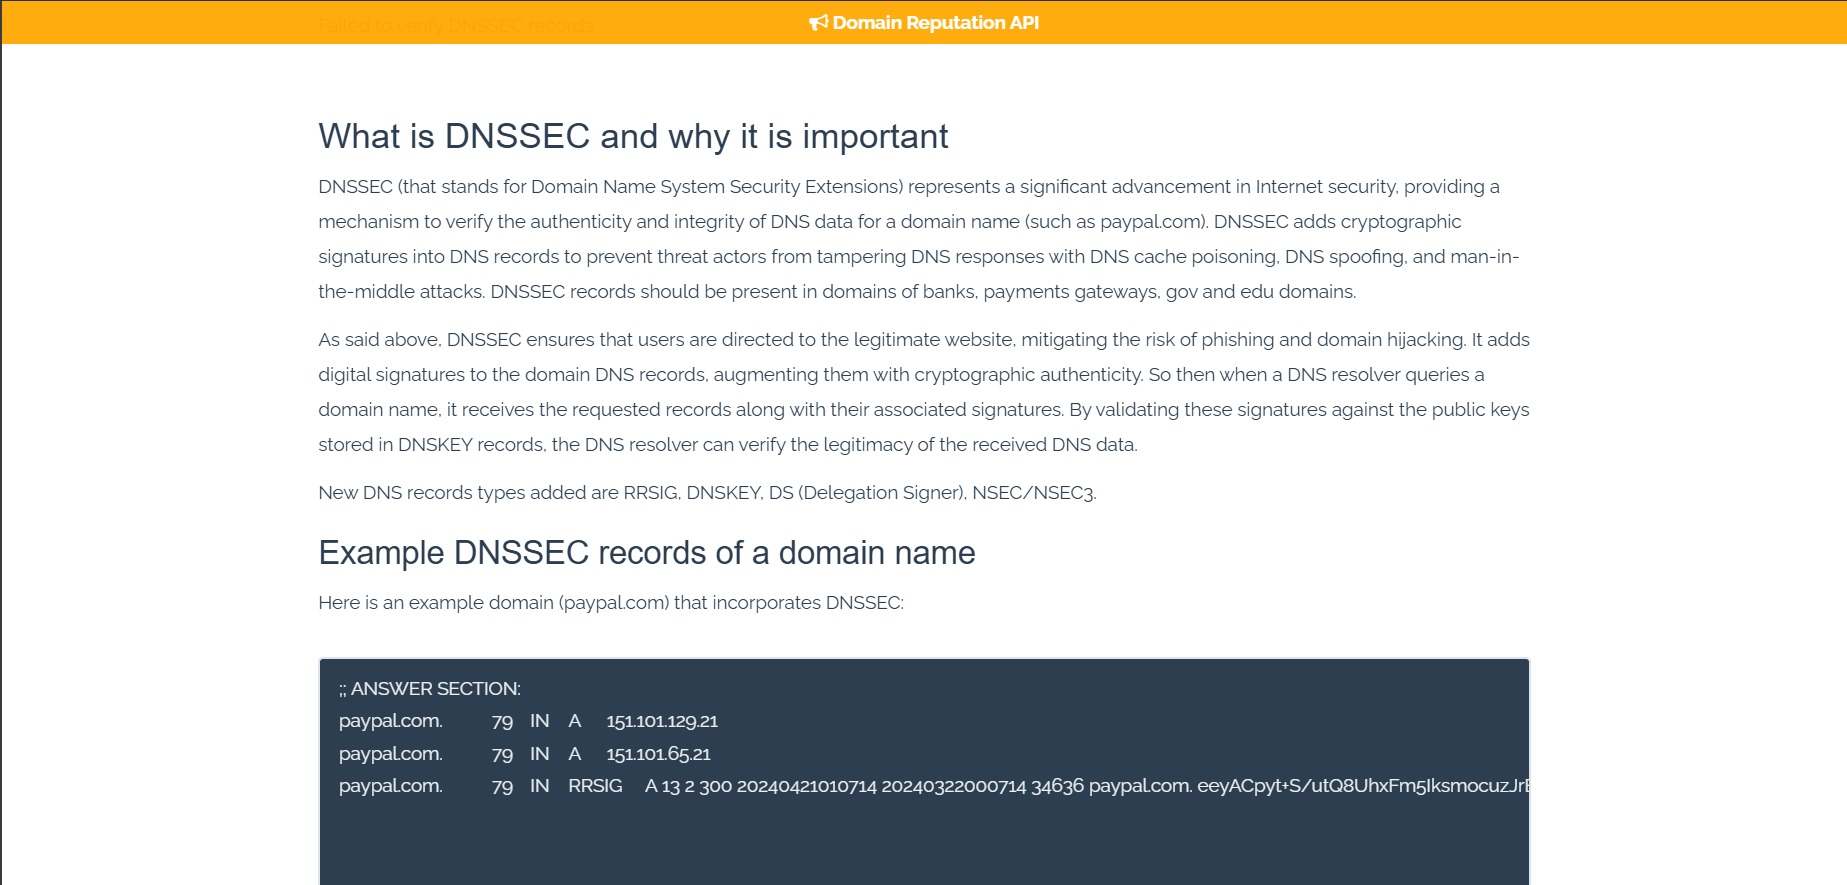 Failed to verify DNSSEC records
Domain Reputation API
What is DNSSEC and why it is important
DNSSEC (that stands for Domain Name System Security Extensions) represents a significant advancement in Internet security, providing a
mechanism to verify the authenticity and integrity of DNS data for a domain name (such as paypal.com). DNSSEC adds cryptographic
signatures into DNS records to prevent threat actors from tampering DNS responses with DNS cache poisoning, DNS spoofing, and man-in-
the-middle attacks. DNSSEC records should be present in domains of banks, payments gateways, gov and edu domains.
As said above, DNSSEC ensures that users are directed to the legitimate website, mitigating the risk of phishing and domain hijacking. It adds
digital signatures to the domain DNS records, augmenting them with cryptographic authenticity. So then when a DNS resolver queries a
domain name, it receives the requested records along with their associated signatures. By validating these signatures against the public keys
stored in DNSKEY records, the DNS resolver can verify the legitimacy of the received DNS data.
New DNS records types added are RRSIG, DNSKEY, DS (Delegation Signer), NSEC/NSEC3.
Example DNSSEC records of a domain name
Here is an example domain (paypal.com) that incorporates DNSSEC:
;; ANSWER SECTION:
paypal.com. 79 IN A 151.101.129.21
paypal.com. 79 IN A 151.101.65.21
paypal.com. 79 IN RRSIG A 13 2 300 20240421010714 20240322000714 34636 paypal.com. eeyACpyt+S/utQ8UhxFm5IksmocuzJrE